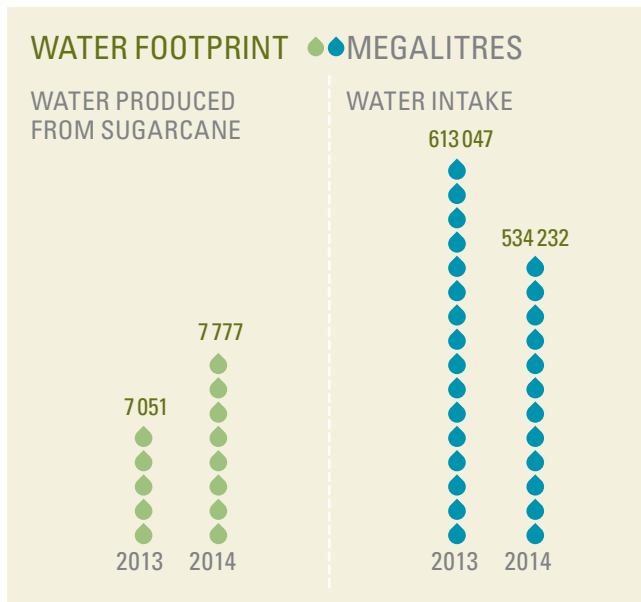 WATER FOOTPRINT MEGALITRES
WATER PRODUCED
FROM SUGARCANE
7 051
7 777
2013 2014
WATER INTAKE
613 047
534 232
2013 2014